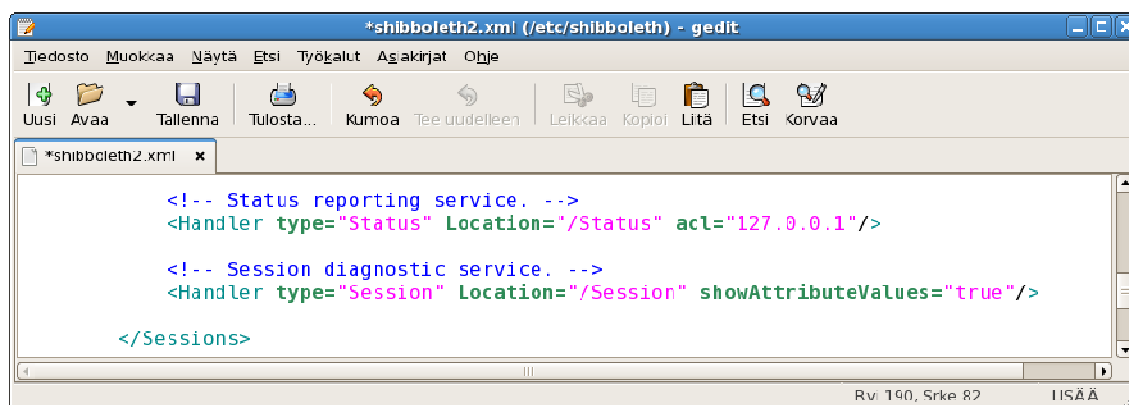 *shibboleth2.xml (/etc/shibboleth) - gedit
Tiedosto Muokkaa Näytä Etsi Työkalut Asiakirjat Ohje
Uusi Avaa Tallenna Tulosta... Kumoa Tee uudelleen Leikkaa Kopioi Liitä Etsi Korvaa
*shibboleth2.xml
<!-- Status reporting service. -->
<Handler type="Status" Location="/Status" acl="127.0.0.1"/>
<!-- Session diagnostic service. -->
<Handler type="Session" Location="/Session" showAttributeValues="true"/>
</Sessions>
Rvi 190, Srke 82 LISÄÄ